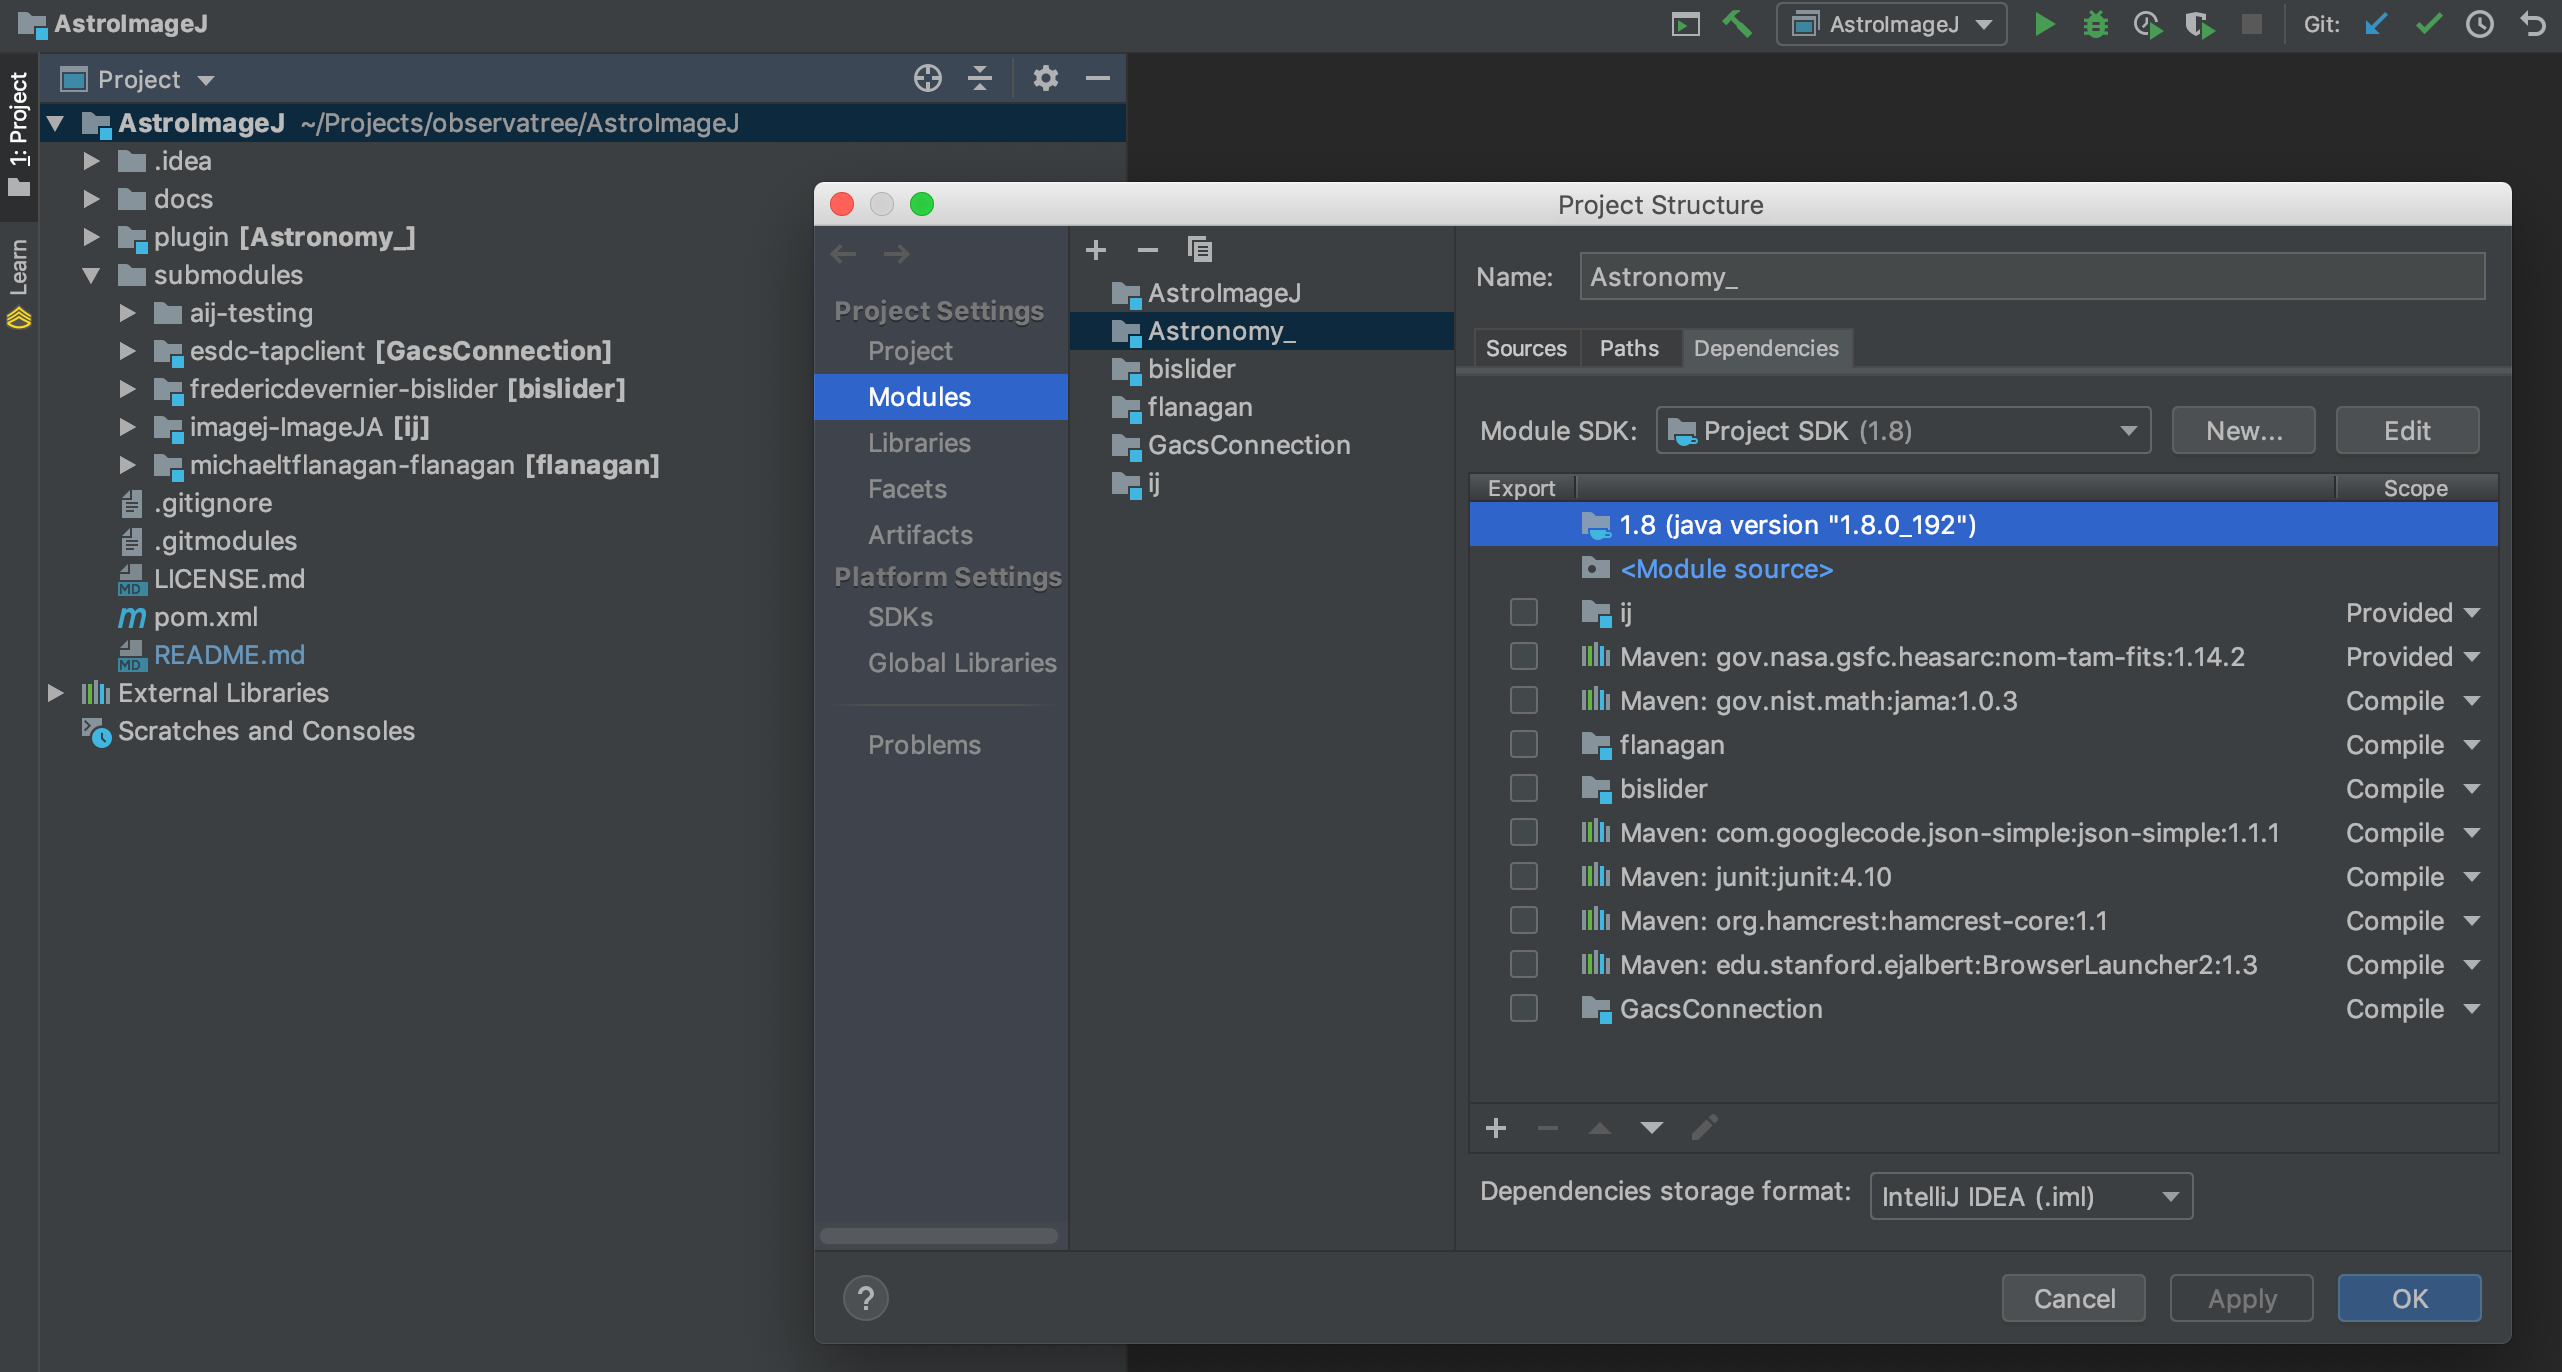 AstroImageJ
AstroImageJ
Git:
1: Project
Learn
Project
AstroImageJ ~/Projects/observatree/AstroImageJ
.idea
docs
plugin [Astronomy_]
submodules
aij-testing
esdc-tapclient [GacsConnection]
fredericdevernier-bislider [bislider]
imagej-ImageJA [ij]
michaeltflanagan-flanagan [flanagan]
.gitignore
.gitmodules
MD LICENSE.md
m pom.xml
MD README.md
External Libraries
Scratches and Consoles
Project Structure
Project Settings
Project
Modules
Libraries
Facets
Artifacts
Platform Settings
SDKs
Global Libraries
Problems
AstroImageJ
Astronomy_
bislider
flanagan
GacsConnection
ij
Name: Astronomy_
Sources Paths Dependencies
Module SDK: Project SDK (1.8) New... Edit
Export Scope
1.8 (java version "1.8.0_192")
<Module source>
ij Provided
Maven: gov.nasa.gsfc.heasarc:nom-tam-fits:1.14.2 Provided
Maven: gov.nist.math:jama:1.0.3 Compile
flanagan Compile
bislider Compile
Maven: com.googlecode.json-simple:json-simple:1.1.1 Compile
Maven: junit:junit:4.10 Compile
Maven: org.hamcrest:hamcrest-core:1.1 Compile
Maven: edu.stanford.ejalbert:BrowserLauncher2:1.3 Compile
GacsConnection Compile
Dependencies storage format: IntelliJ IDEA (.iml)
? Cancel Apply OK